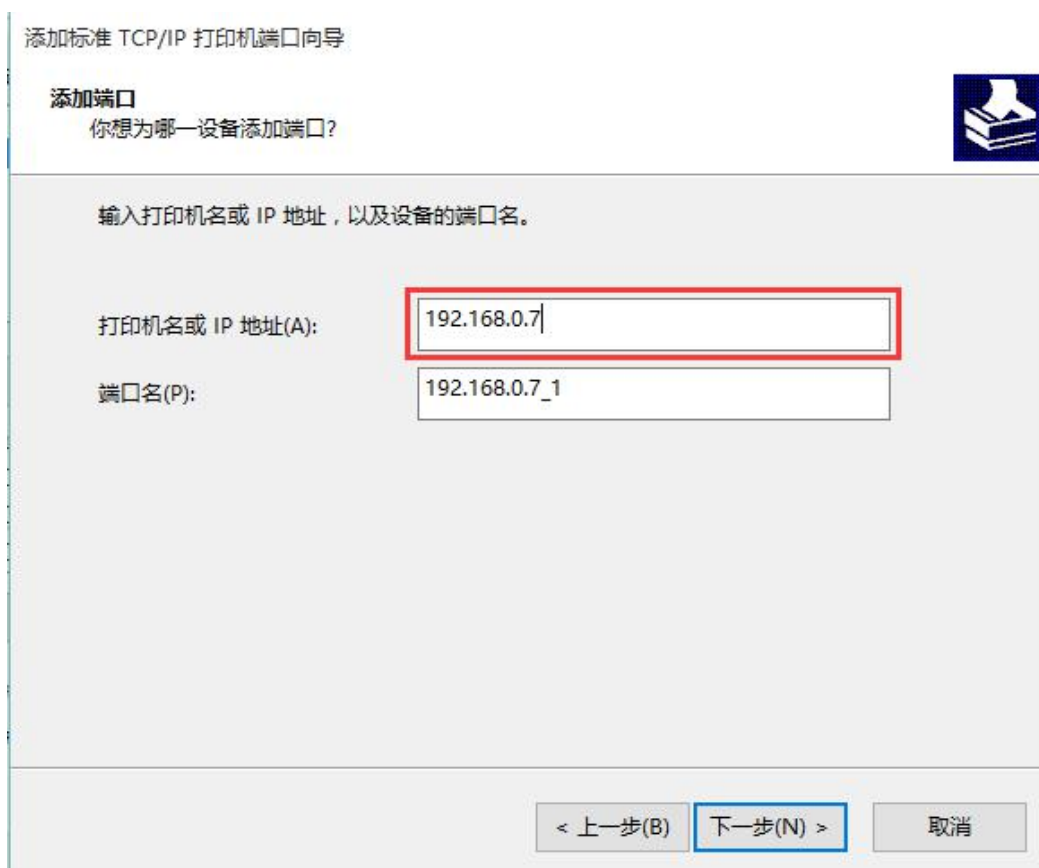 添加标准 TCP/IP 打印机端口向导
添加端口
你想为哪一设备添加端口?
输入打印机名或 IP 地址，以及设备的端口名。
打印机名或 IP 地址(A):
192.168.0.7
端口名(P):
192.168.0.7_1
< 上一步(B)
下一步(N) >
取消